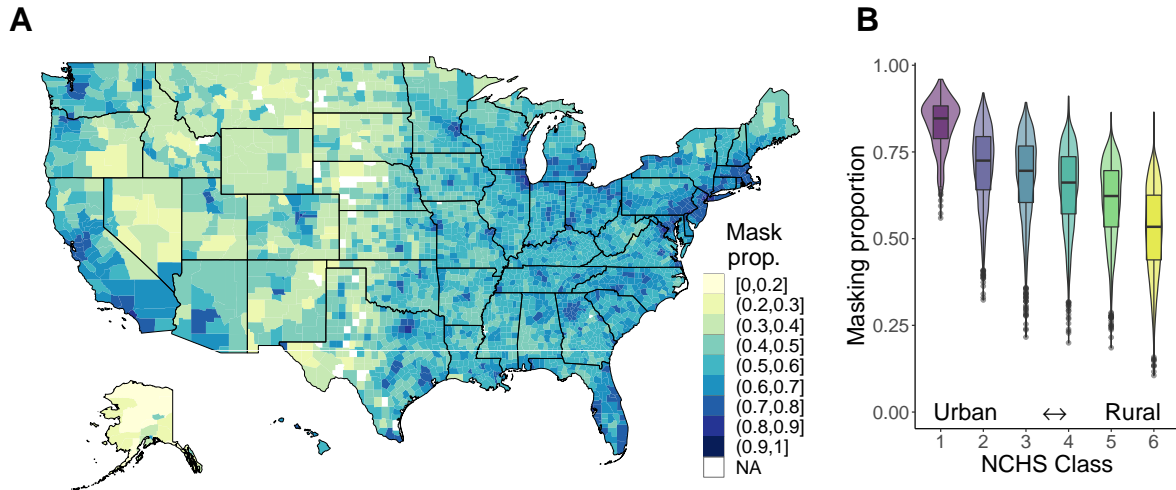 A
Mask
prop.
[0,0.2]
(0.2,0.3]
(0.3,0.4]
(0.4,0.5]
(0.5,0.6]
(0.6,0.7]
(0.7,0.8]
(0.8,0.9]
(0.9,1]
NA
B
Masking proportion
1.00
0.75
0.50
0.25
0.00
Urban ↔ Rural
1 2 3 4 5 6
NCHS Class